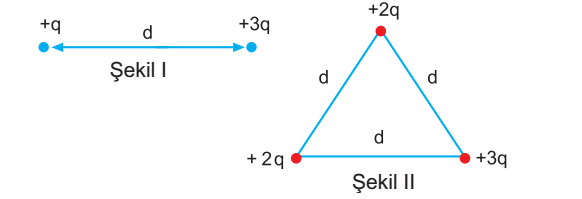 +q
d
+3q
Şekil I
+2q
d
d
d
+ 2q
+3q
Şekil II